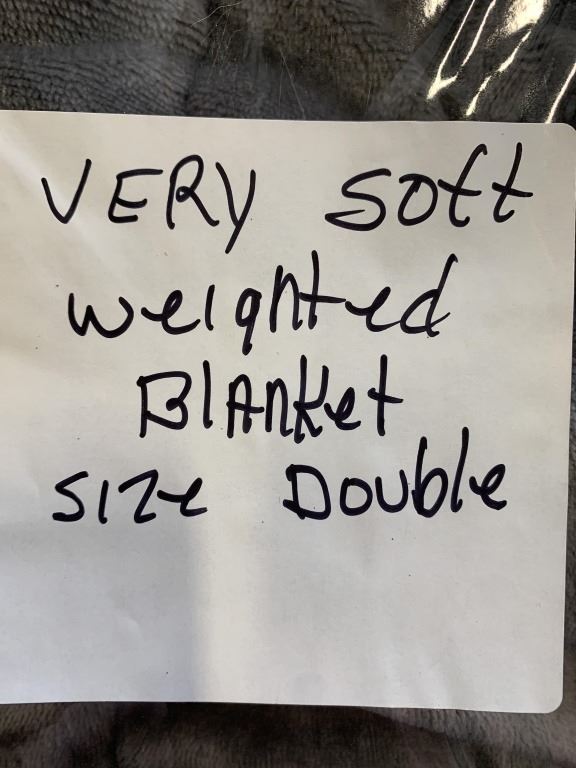 VERY soft
weighted
Blanket
size Double